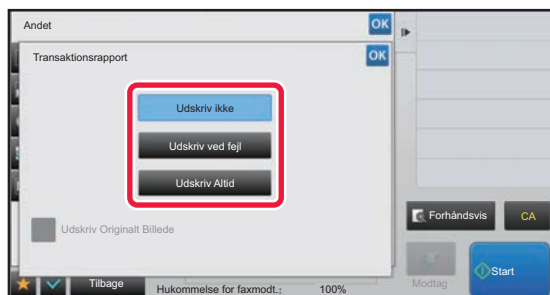 Andet OK
Transaktionsrapport OK
Udskriv ikke
Udskriv ved fejl
Udskriv Altid
Udskriv Originalt Billede
Forhåndsvis CA
Tilbage
Hukommelse for faxmodt.: 100%
Modtag
Start